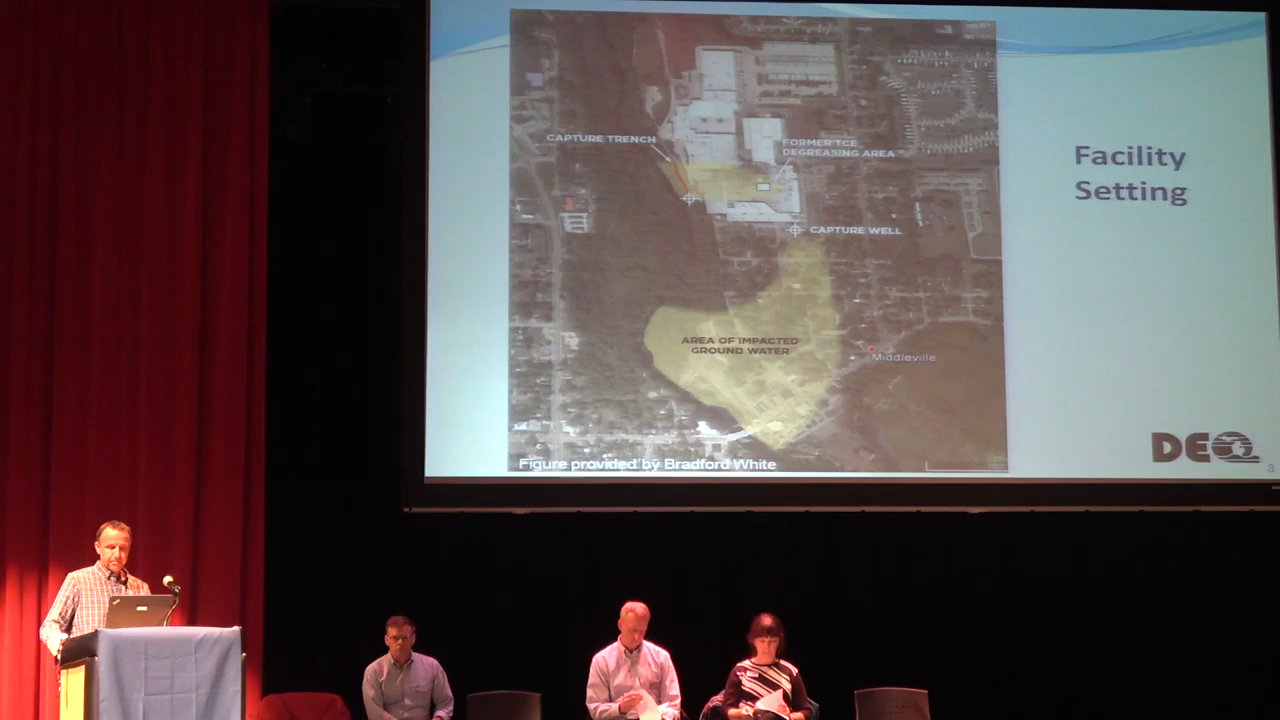 CAPTURE TRENCH
FORMER TCE
DEGREASING AREA
CAPTURE WELL
AREA OF IMPACTED
GROUND WATER
Middleville
Figure provided by Bradford White
Facility
Setting
DEQ
3